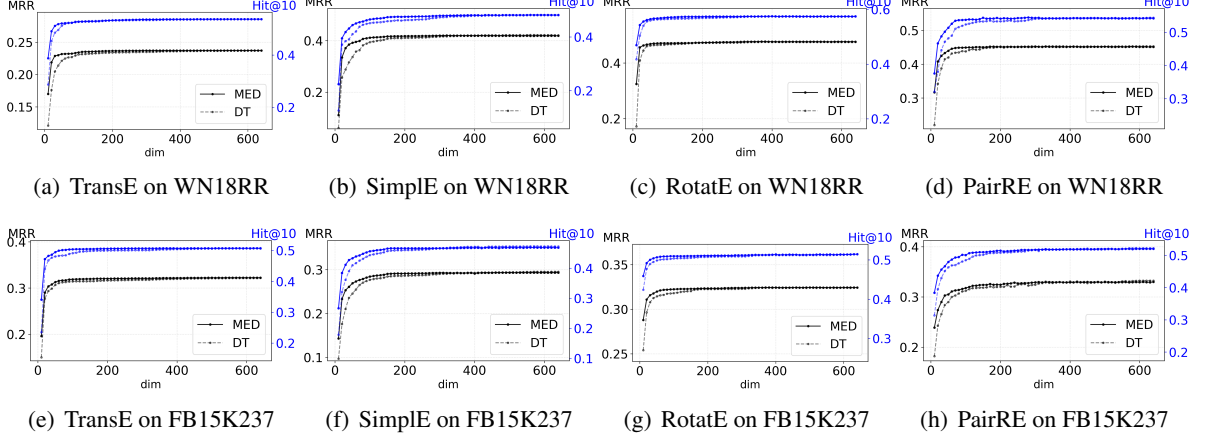 MRR Hit@10
0.25
0.15
0.4
0.2
MED
DT
0 200 400 600
dim
(a) TransE on WN18RR
MRR Hit@10
0.4
0.2
0.4
0.2
MED
DT
0 200 400 600
dim
(b) SimplE on WN18RR
MRR Hit@10
0.6
0.4
0.2
0.4
0.2
MED
DT
0 200 400 600
dim
(c) RotatE on WN18RR
MRR Hit@10
0.5
0.4
0.3
0.5
0.4
0.3
MED
DT
0 200 400 600
dim
(d) PairRE on WN18RR
MRR Hit@10
0.4
0.3
0.2
0.5
0.4
0.3
0.2
MED
DT
0 200 400 600
dim
(e) TransE on FB15K237
MRR Hit@10
0.3
0.2
0.1
0.4
0.3
0.2
0.1
MED
DT
0 200 400 600
dim
(f) SimplE on FB15K237
MRR Hit@10
0.35
0.30
0.25
0.5
0.4
0.3
MED
DT
0 200 400 600
dim
(g) RotatE on FB15K237
MRR Hit@10
0.4
0.3
0.2
0.5
0.4
0.3
0.2
MED
DT
0 200 400 600
dim
(h) PairRE on FB15K237